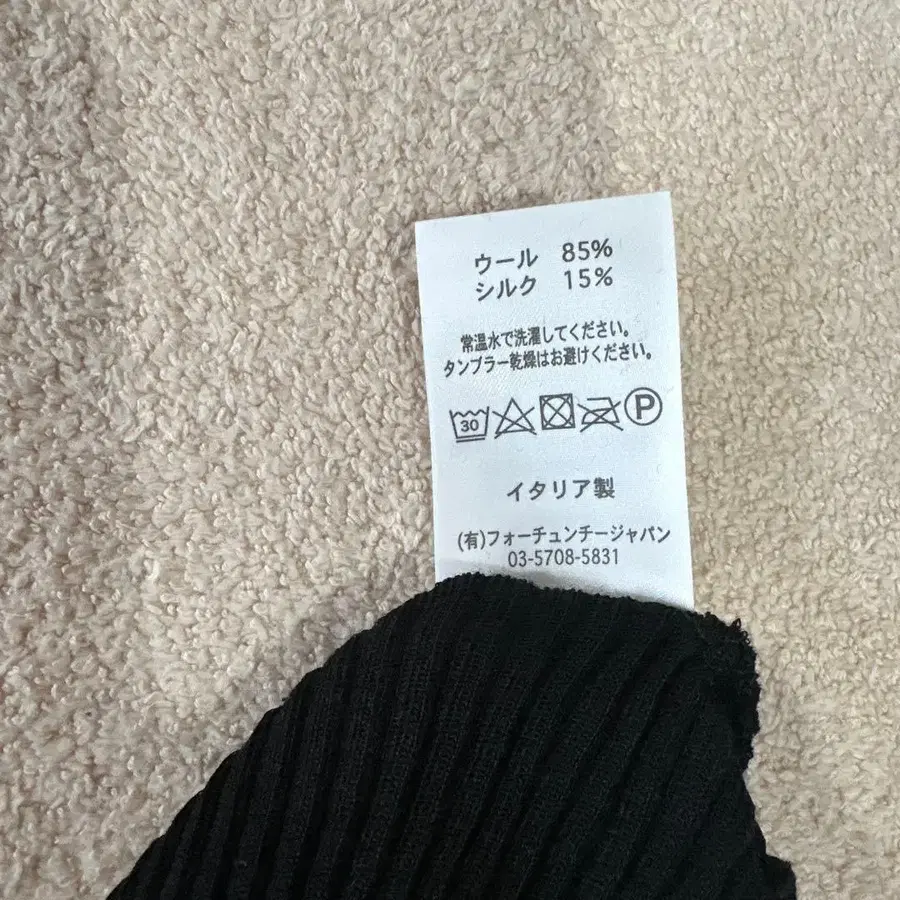 ウール 85%
シルク 15%
常温水で洗濯してください。
タンブラー乾燥はお避けください。
30 P
イタリア製
(有)フォーチュンチージャパン
03-5708-5831